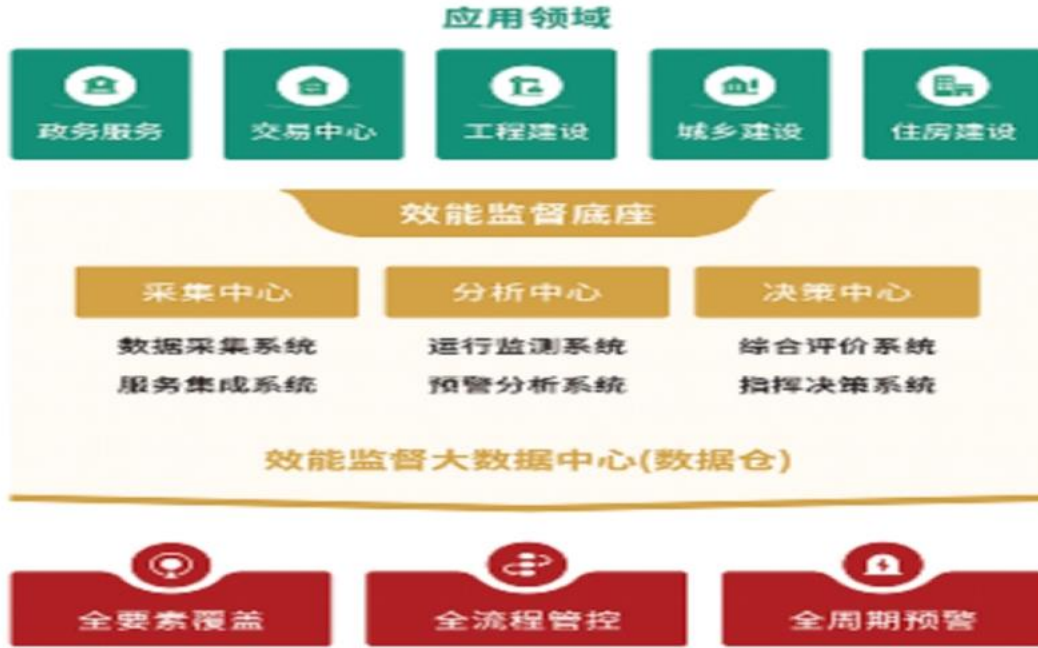 应用领域
政务服务 交易中心 工程建设 城乡建设 住房建设
效能监督底座
采集中心 分析中心 决策中心
数据采集系统 运行监测系统 综合评价系统
服务集成系统 预警分析系统 指挥决策系统
效能监督大数据中心(数据仓)
全要素覆盖 全流程管控 全周期预警